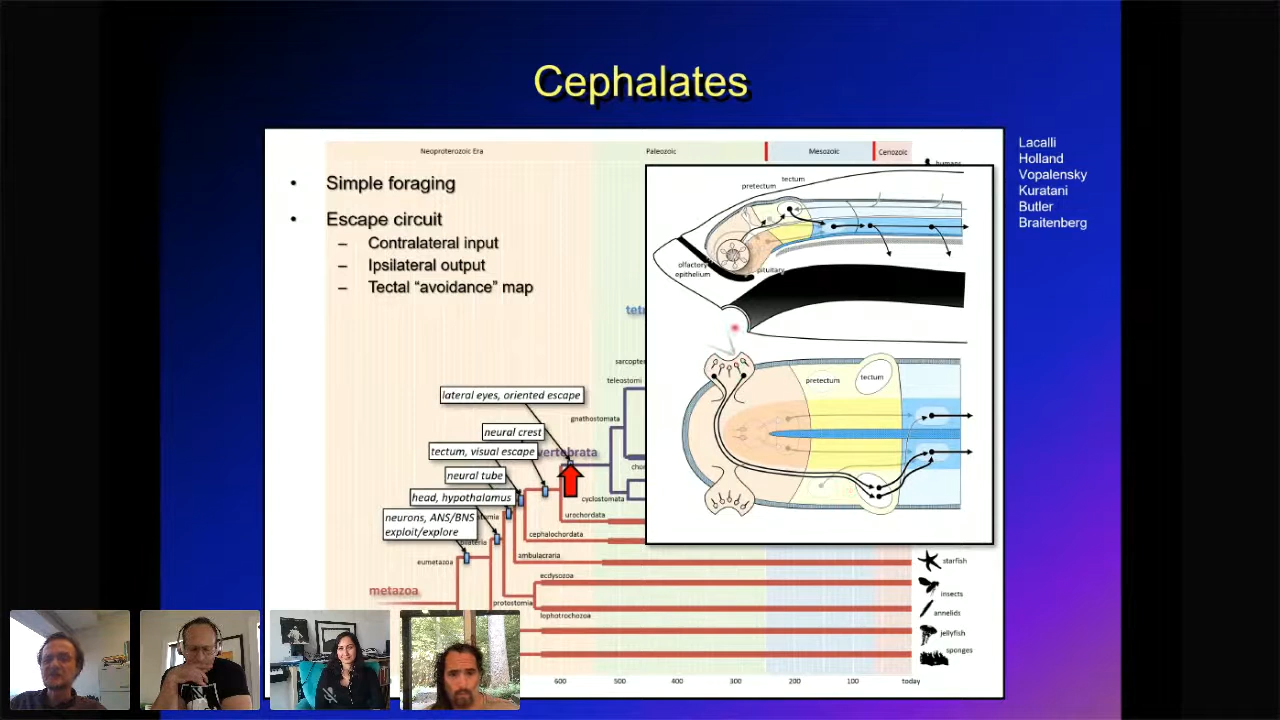 Cephalates
Lacalli
Holland
Vopalensky
Kuratani
Butler
Braitenberg
Neoproterozoic Era
Paleozoic
Mesozoic
Cenozoic
humans
• Simple foraging
• Escape circuit
– Contralateral input
– Ipsilateral output
– Tectal “avoidance” map
tectum
pretectum
olfactory
epithelium
pituitary
pretectum
tectum
sarcopter
teleostomi
gnathostomata
lateral eyes, oriented escape
neural crest
tectum, visual escape
vertebrata
neural tube
head, hypothalamus
cyclostomata
neurons, ANS/BNS
exploit/explore
urochordata
cephalochordata
ambulacraria
eumetazoa
ecdysozoa
metazoa
protostomia
lophotrochozoa
starfish
insects
annelids
jellyfish
sponges
600
500
400
300
200
100
today